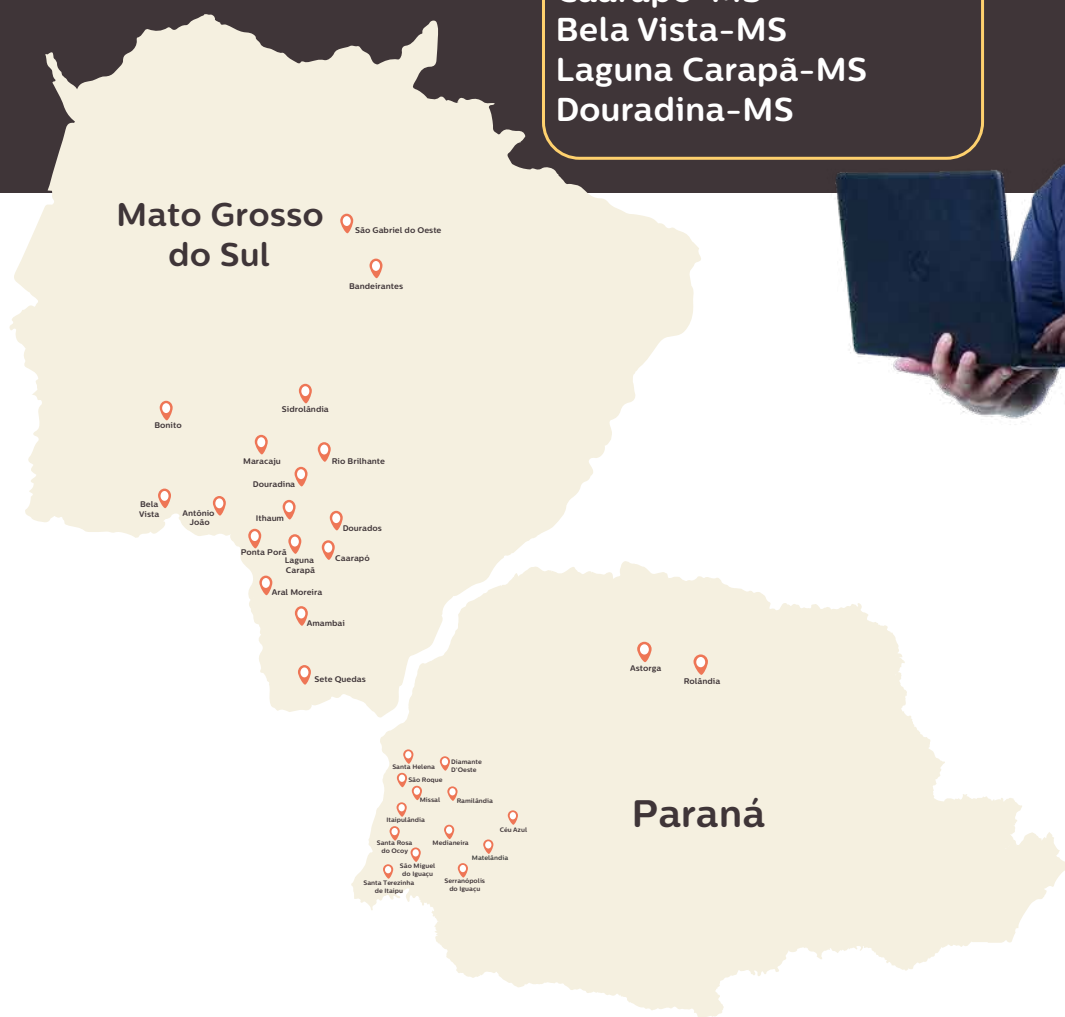 Caarapó-MS
Bela Vista-MS
Laguna Carapã-MS
Douradina-MS
Mato Grosso
do Sul
São Gabriel do Oeste
Bandeirantes
Sidrolândia
Bonito
Maracaju
Rio Brilhante
Douradina
Bela
Vista
Antônio
João
Ithaum
Dourados
Ponta Porã
Laguna
Carapã
Caarapó
Aral Moreira
Amambai
Sete Quedas
Astorga
Rolândia
Paraná
Santa Helena
Diamante
D'Oeste
São Roque
Missal
Ramilândia
Itaipulândia
Céu Azul
Santa Rosa
do Ocoy
Medianeira
Matelândia
São Miguel
do Iguaçu
Santa Terezinha
de Itaipu
Serranópolis
do Iguaçu